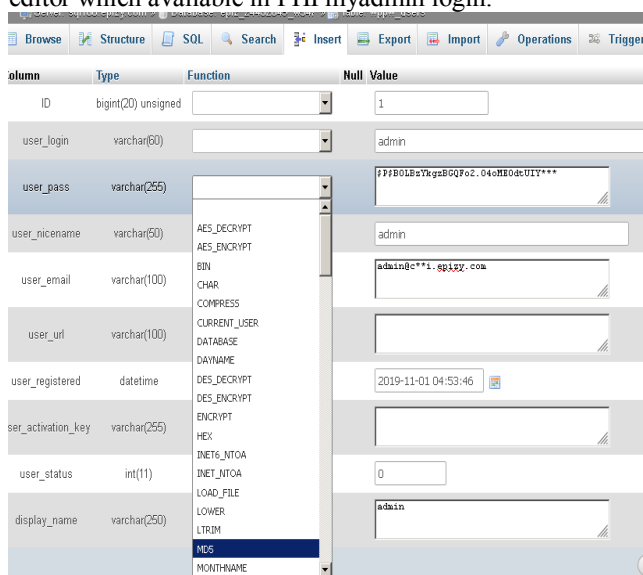 editor which available in PHPmyadmin login.
Browse Structure SQL Search Insert Export Import Operations Trigger
Column Type Function Null Value
ID bigint(20) unsigned 1
user_login varchar(60) admin
user_pass varchar(255) $P$B0LBzYkgzBGQFo2.04oME0dtUIY***
AES_DECRYPT
user_nicename varchar(50) AES_ENCRYPT admin
BIN
user_email varchar(100) CHAR admin@c**i.epizy.com
COMPRESS
CURRENT_USER
user_url varchar(100) DATABASE
DAYNAME
user_registered datetime DES_DECRYPT 2019-11-01 04:53:46
DES_ENCRYPT
user_activation_key varchar(255) ENCRYPT
HEX
INET6_NTOA
user_status int(11) INET_NTOA 0
LOAD_FILE
LOWER
display_name varchar(250) LTRIM admin
MD5
MONTHNAME